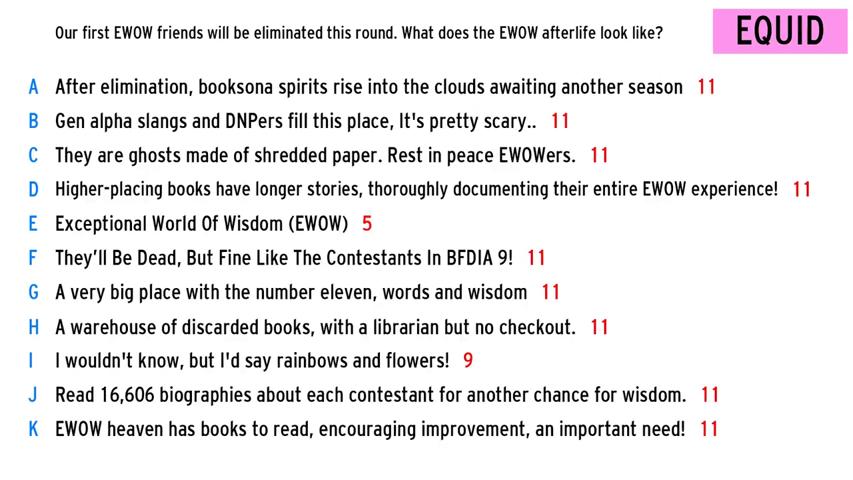 Our first EWOW friends will be eliminated this round. What does the EWOW afterlife look like?
EQUID
A After elimination, booksona spirits rise into the clouds awaiting another season 11
B Gen alpha slangs and DNPers fill this place, It's pretty scary.. 11
C They are ghosts made of shredded paper. Rest in peace EWOWers. 11
D Higher-placing books have longer stories, thoroughly documenting their entire EWOW experience! 11
E Exceptional World Of Wisdom (EWOW) 5
F They’ll Be Dead, But Fine Like The Contestants In BFDIA 9! 11
G A very big place with the number eleven, words and wisdom 11
H A warehouse of discarded books, with a librarian but no checkout. 11
I I wouldn't know, but I'd say rainbows and flowers! 9
J Read 16,606 biographies about each contestant for another chance for wisdom. 11
K EWOW heaven has books to read, encouraging improvement, an important need! 11